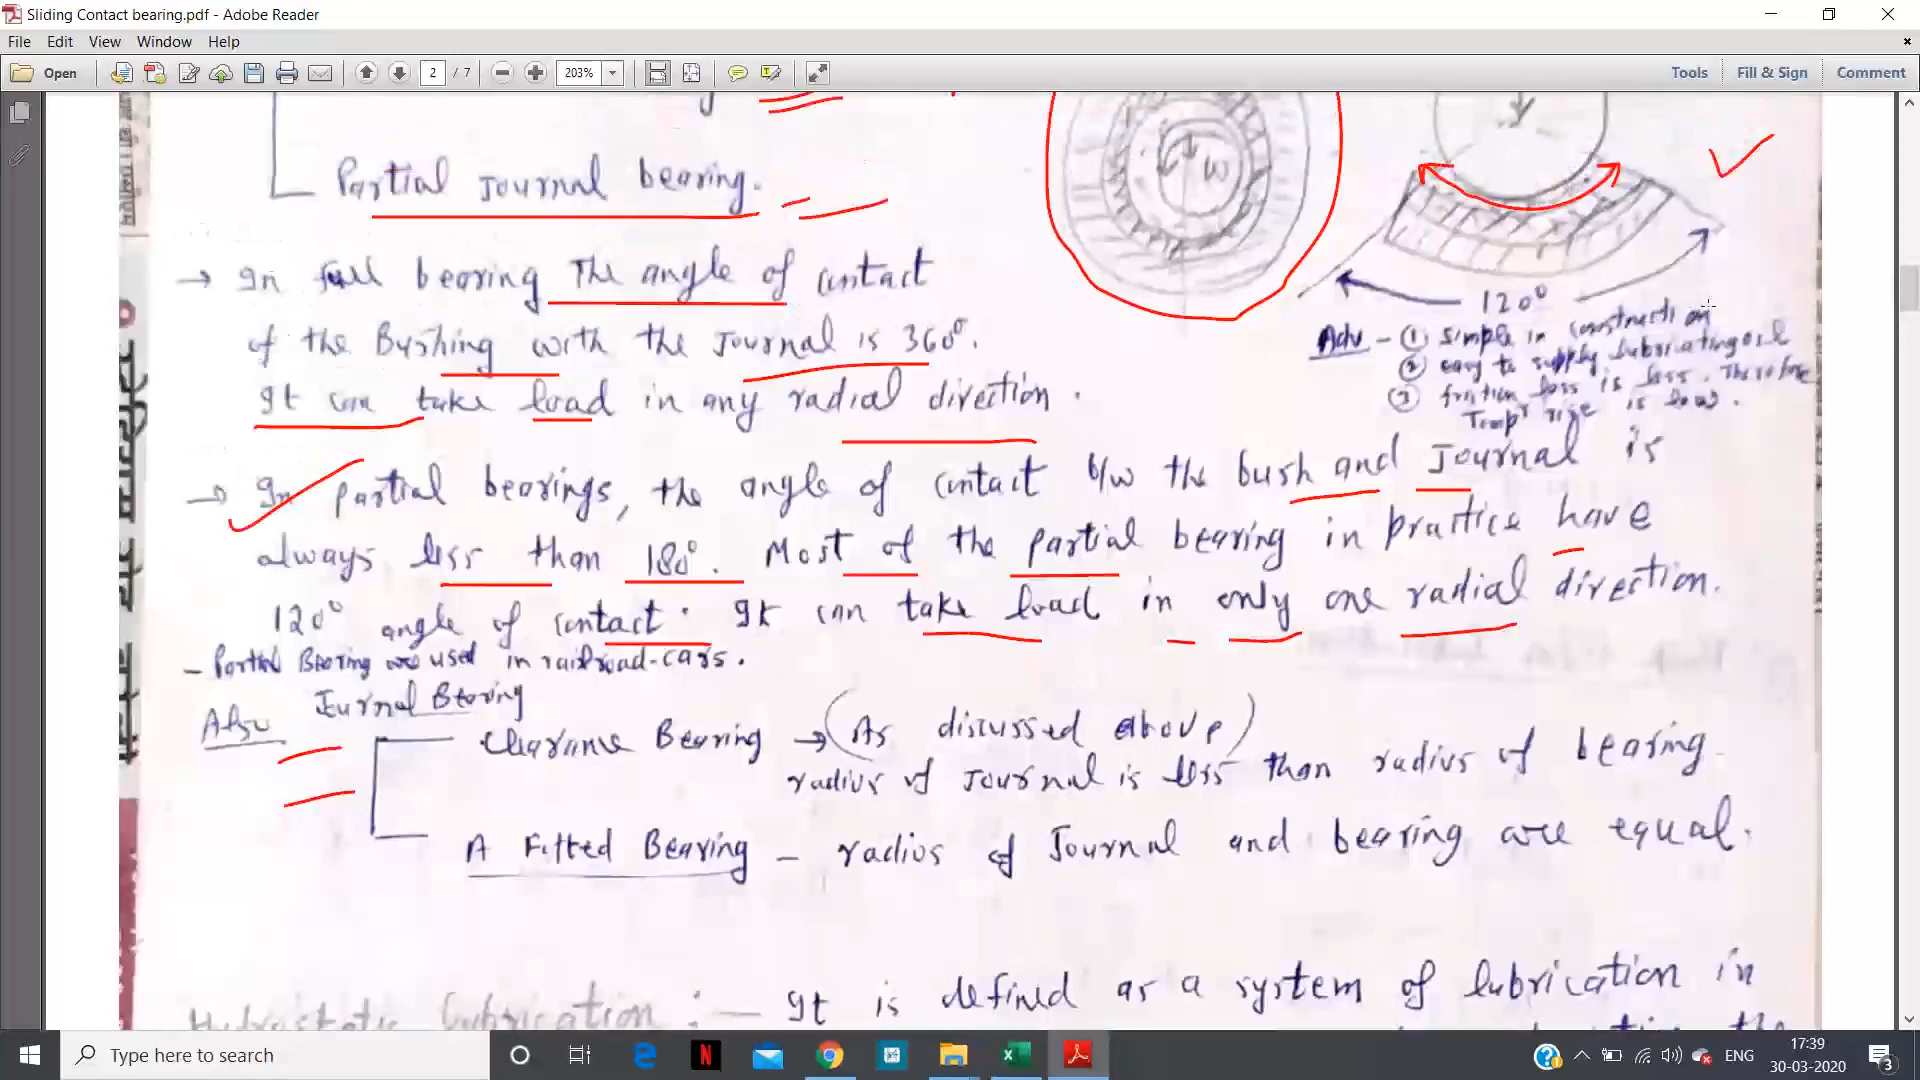 Sliding Contact bearing.pdf - Adobe Reader
File Edit View Window Help
Open 2 / 7 203% Tools Fill & Sign Comment
Partial Journal bearing.
→ In full bearing The angle of contact
of the Bushing with the Journal is 360°.
It can take load in any radial direction.
ω
120°
Adv - ① Simple in construction
② easy to supply lubricating oil
③ friction loss is less. Therefore
Tempr rise is low.
→ In partial bearings, the angle of contact b/w the bush and Journal is
always less than 180°. Most of the partial bearing in practice have
120° angle of contact. It can take load in only one radial direction.
- Partial Bearing are used in railroad-cars.
Also Journal Bearing
Clearance Bearing → (As discussed above)
radius of Journal is less than radius of bearing.
A Fitted Bearing - radius of Journal and bearing are equal.
Hydrostatic Lubrication :- It is defined as a system of lubrication in
Type here to search
ENG
17:39
30-03-2020
3